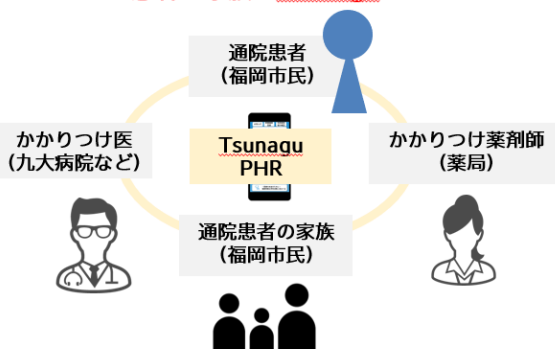 通院患者
（福岡市民）
かかりつけ医
（九大病院など）
Tsunagu
PHR
かかりつけ薬剤師
（薬局）
通院患者の家族
（福岡市民）